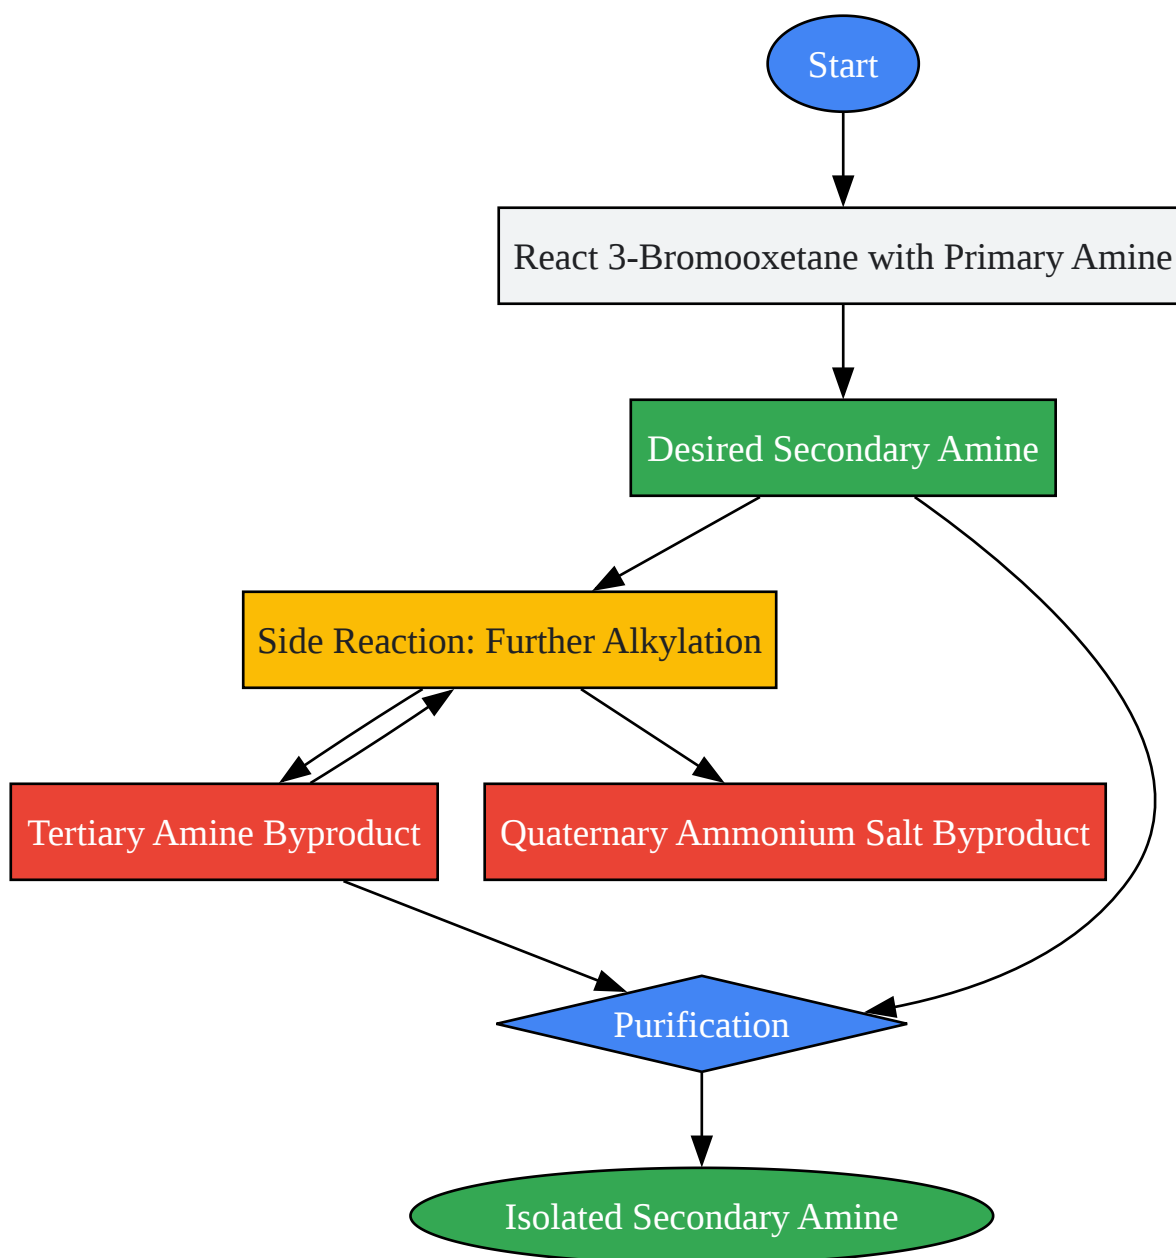 Start
React 3-Bromooxetane with Primary Amine
Desired Secondary Amine
Side Reaction: Further Alkylation
Tertiary Amine Byproduct
Quaternary Ammonium Salt Byproduct
Purification
Isolated Secondary Amine